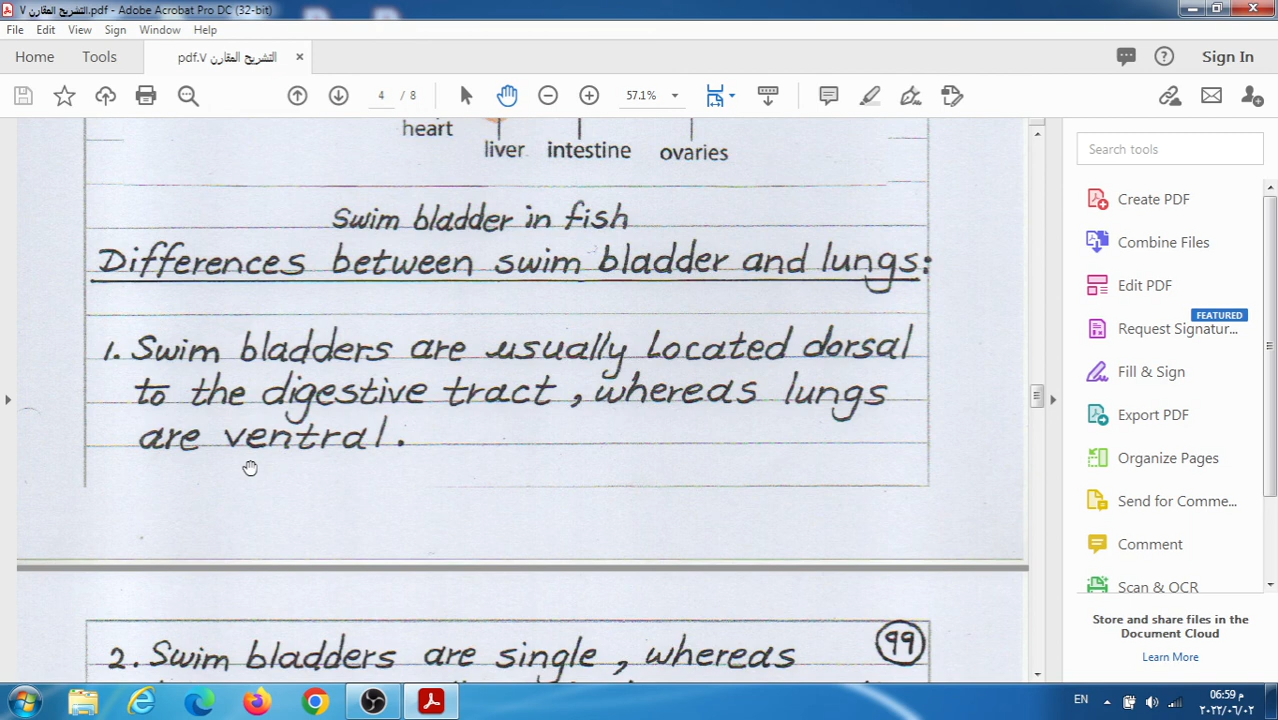 التشريح المقارن V.pdf - Adobe Acrobat Pro DC (32-bit)
File Edit View Sign Window Help
Home Tools التشريح المقارن V.pdf × Sign In
4 / 8 57.1%
heart
liver intestine ovaries
Swim bladder in fish
Differences between swim bladder and lungs:
1. Swim bladders are usually Located dorsal
to the digestive tract, whereas lungs
are ventral.
99
2. Swim bladders are single, whereas
Search tools
Create PDF
Combine Files
Edit PDF
FEATURED
Request Signatur...
Fill & Sign
Export PDF
Organize Pages
Send for Comme...
Comment
Scan & OCR
Store and share files in the
Document Cloud
Learn More
EN 06:59 م
٢٠٢٢/٠٦/٠٢